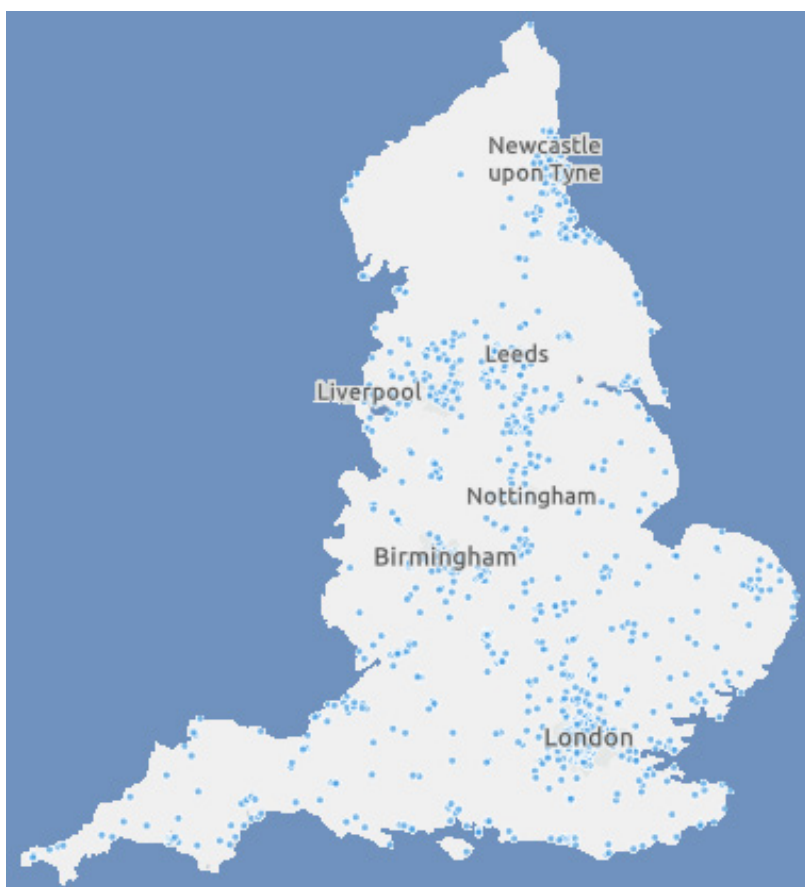 Newcastle
upon Tyne
Leeds
Liverpool
Nottingham
Birmingham
London